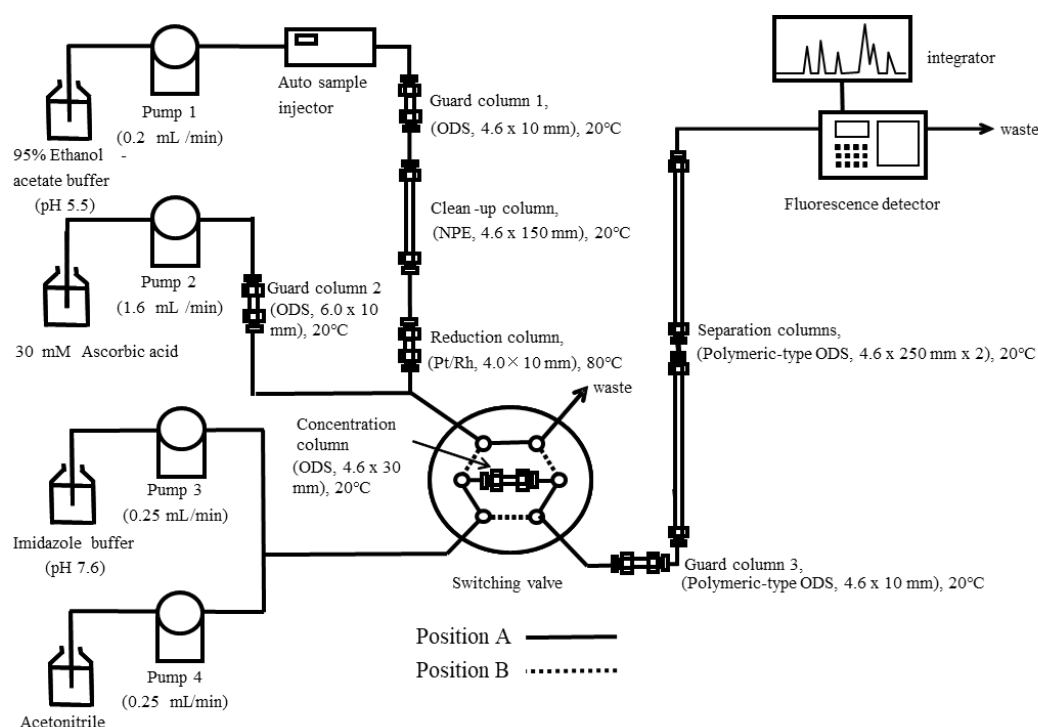 Pump 1
(0.2 mL/min)
95% Ethanol -
acetate buffer
(pH 5.5)
Auto sample
injector
Guard column 1,
(ODS, 4.6 x 10 mm), 20℃
Clean-up column,
(NPE, 4.6 x 150 mm), 20℃
Reduction column,
(Pt/Rh, 4.0×10 mm), 80℃
Pump 2
(1.6 mL /min)
30 mM Ascorbic acid
Guard column 2
(ODS, 6.0 x 10
mm), 20℃
integrator
waste
Fluorescence detector
Separation columns,
(Polymeric-type ODS, 4.6 x 250 mm x 2), 20℃
waste
Concentration
column
(ODS, 4.6 x 30
mm), 20℃
Pump 3
(0.25 mL/min)
Imidazole buffer
(pH 7.6)
Switching valve
Guard column 3,
(Polymeric-type ODS, 4.6 x 10 mm), 20℃
Pump 4
(0.25 mL/min)
Acetonitrile
Position A
Position B